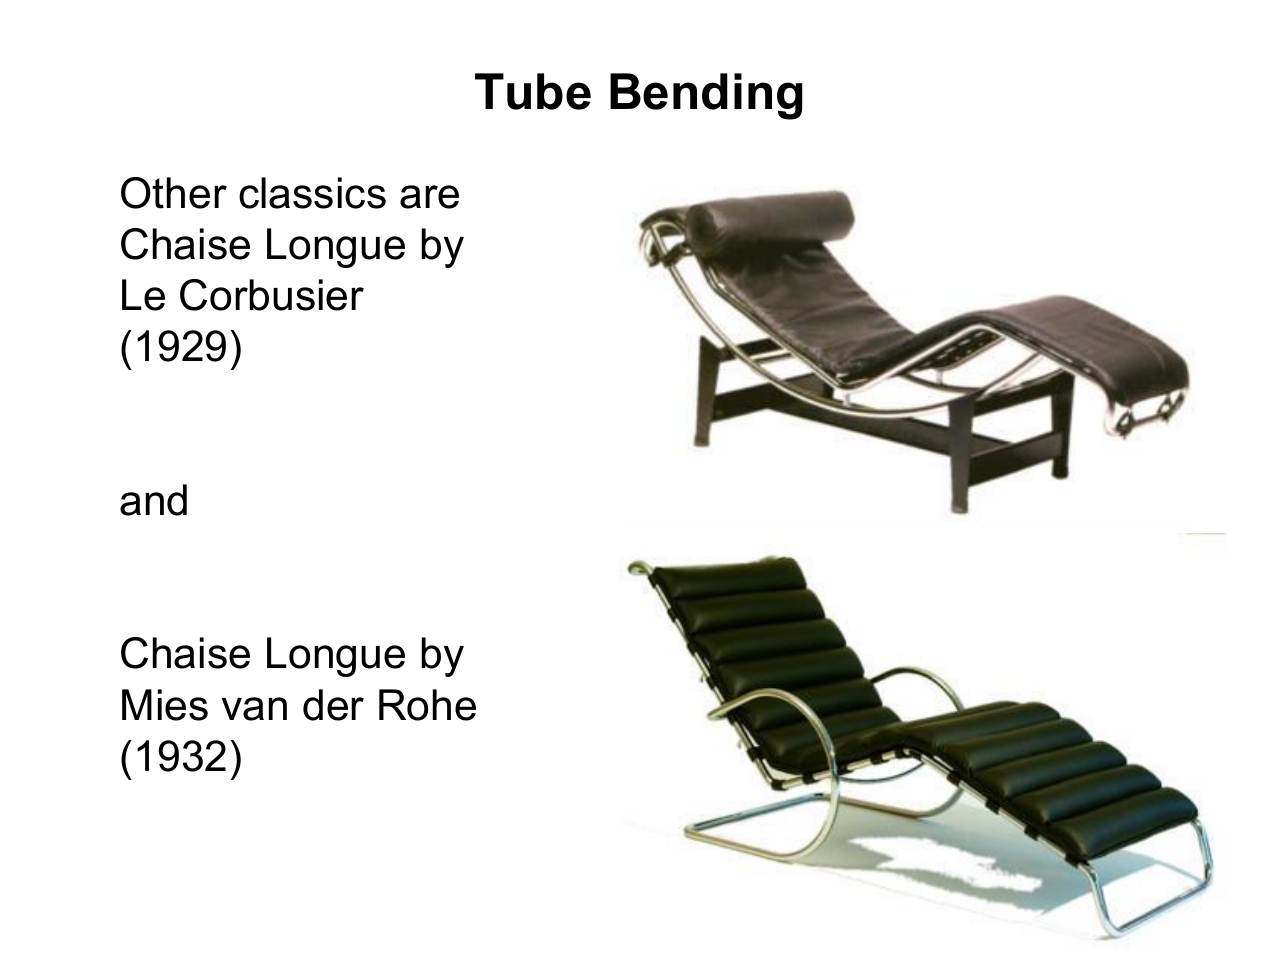 Tube Bending
Other classics are
Chaise Longue by
Le Corbusier
(1929)
and
Chaise Longue by
Mies van der Rohe
(1932)